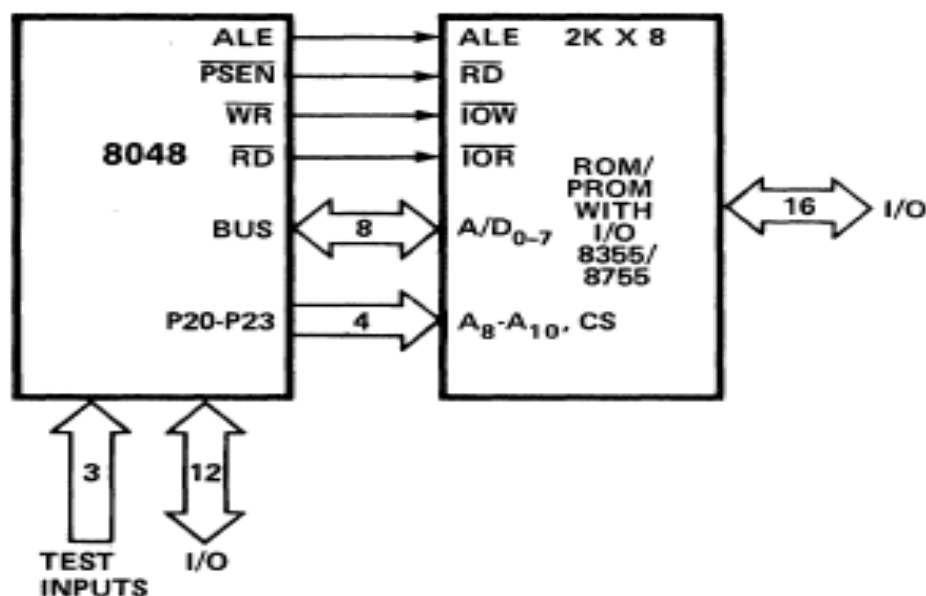 ALE
PSEN
WR
8048
RD
BUS
8
P20-P23
4
ALE 2K X 8
RD
IOW
IOR
ROM/
PROM
WITH
I/O
8355/
8755
A/D0–7
A8-A10, CS
16
I/O
3
12
TEST
INPUTS
I/O